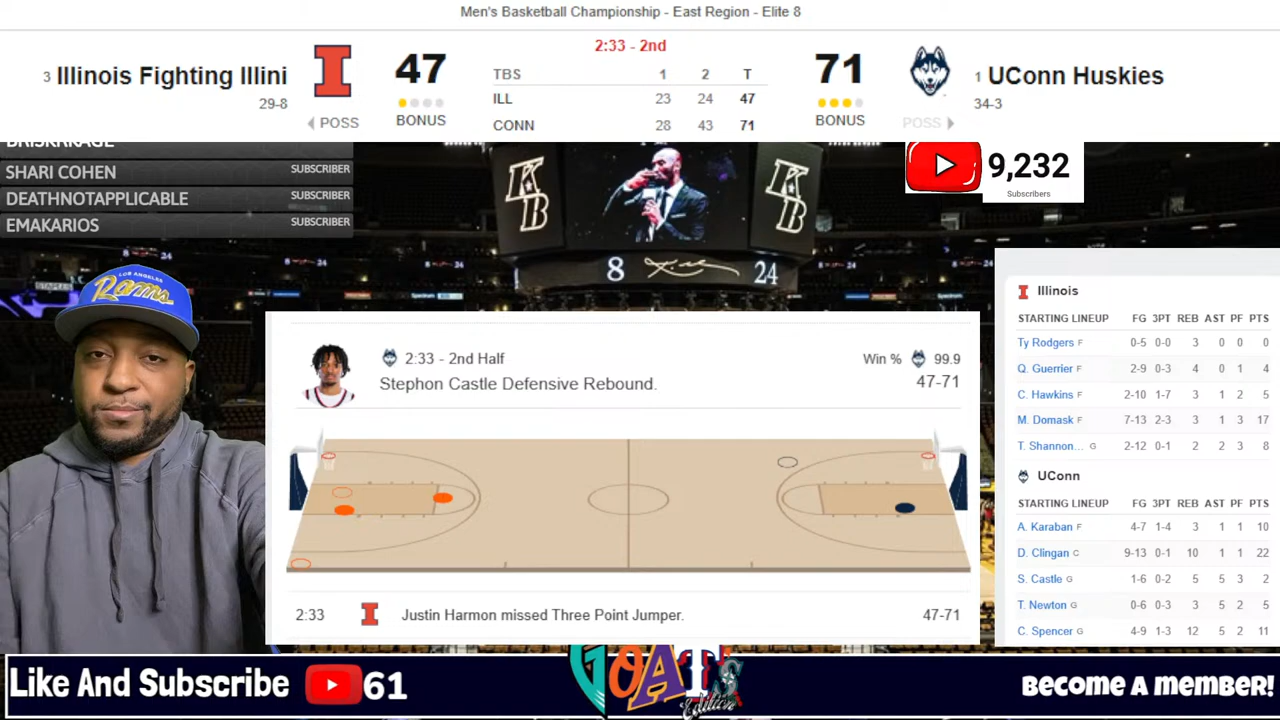 Men's Basketball Championship - East Region - Elite 8
3 Illinois Fighting Illini
29-8
47
BONUS
POSS
2:33 - 2nd
TBS 1 2 T
ILL 23 24 47
CONN 28 43 71
71
BONUS
POSS
1 UConn Huskies
34-3
SHARI COHEN SUBSCRIBER
DEATHNOTAPPLICABLE SUBSCRIBER
EMAKARIOS SUBSCRIBER
KB
KB
8 24
9,232
Subscribers
LOS ANGELES
Rams
2:33 - 2nd Half
Stephon Castle Defensive Rebound.
Win % 99.9
47-71
2:33 Justin Harmon missed Three Point Jumper. 47-71
Illinois
STARTING LINEUP FG 3PT REB AST PF PTS
Ty Rodgers F 0-5 0-0 3 0 0 0
Q. Guerrier F 2-9 0-3 4 0 1 4
C. Hawkins F 2-10 1-7 3 1 2 5
M. Domask F 7-13 2-3 3 1 3 17
T. Shannon... G 2-12 0-1 2 2 3 8
UConn
STARTING LINEUP FG 3PT REB AST PF PTS
A. Karaban F 4-7 1-4 3 1 1 10
D. Clingan C 9-13 0-1 10 1 1 22
S. Castle G 1-6 0-2 5 5 3 2
T. Newton G 0-6 0-3 3 5 2 5
C. Spencer G 4-9 1-3 12 5 2 11
Like And Subscribe 61
GOATS
Edition
Become a member!